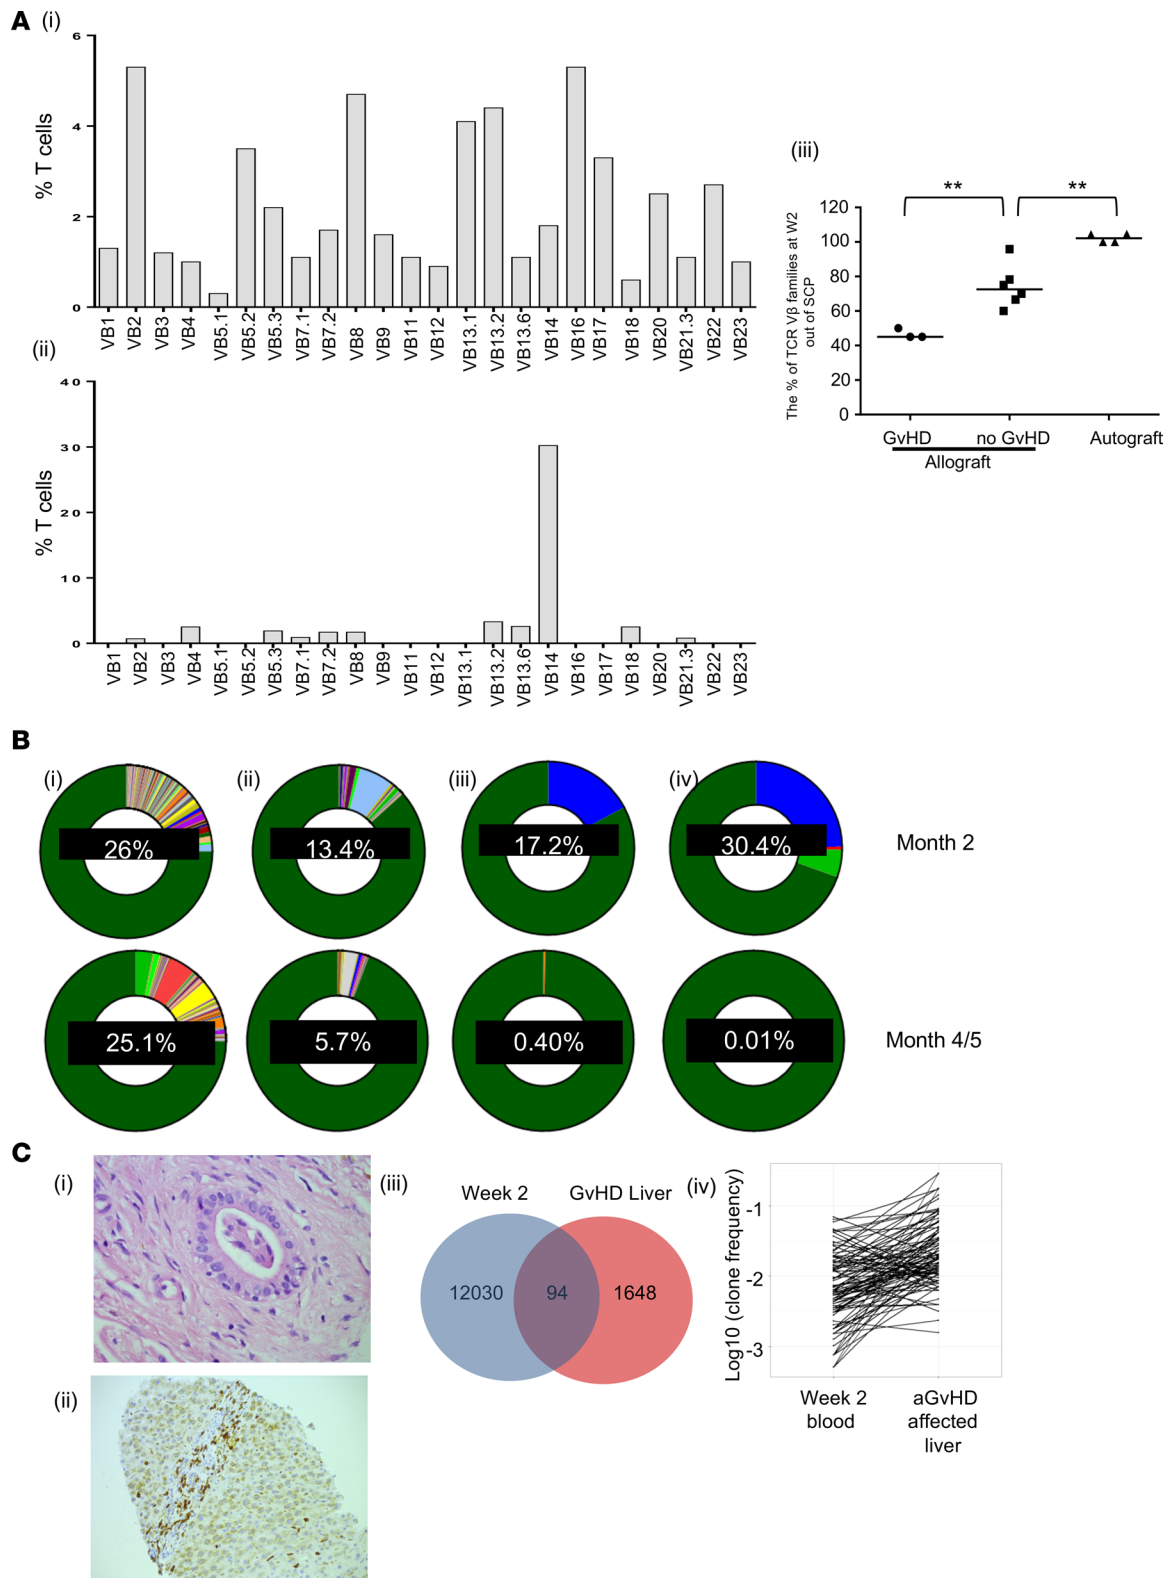 A (i)
6
4
2
0
% T cells
VB1
VB2
VB3
VB4
VB5.1
VB5.2
VB5.3
VB7.1
VB7.2
VB8
VB9
VB11
VB12
VB13.1
VB13.2
VB13.6
VB14
VB16
VB17
VB18
VB20
VB21.3
VB22
VB23
(ii)
40
30
20
10
0
% T cells
VB1
VB2
VB3
VB4
VB5.1
VB5.2
VB5.3
VB7.1
VB7.2
VB8
VB9
VB11
VB12
VB13.1
VB13.2
VB13.6
VB14
VB16
VB17
VB18
VB20
VB21.3
VB22
VB23
(iii)
** **
120
100
80
60
40
20
0
The % of TCR Vβ families at W2
out of SCP
GvHD no GvHD Autograft
Allograft
B
(i) (ii) (iii) (iv)
26% 13.4% 17.2% 30.4% Month 2
25.1% 5.7% 0.40% 0.01% Month 4/5
C
(i)
(ii)
(iii)
Week 2 GvHD Liver
12030 94 1648
(iv)
Log10 (clone frequency)
-1
-2
-3
Week 2 aGvHD
blood affected
liver